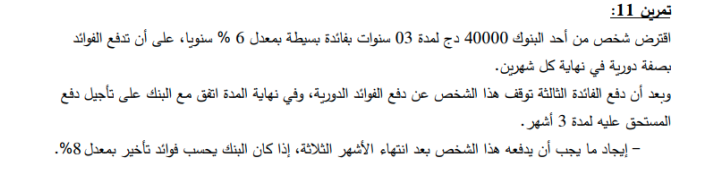 تمرين 11:
اقترض شخص من أحد البنوك 40000 دج لمدة 03 سنوات بفائدة بسيطة بمعدل 6 % سنويا، على أن تدفع الفوائد
بصفة دورية في نهاية كل شهرين.
وبعد أن دفع الفائدة الثالثة توقف هذا الشخص عن دفع الفوائد الدورية، وفي نهاية المدة اتفق مع البنك على تأجيل دفع
المستحق عليه لمدة 3 أشهر.
- إيجاد ما يجب أن يدفعه هذا الشخص بعد انتهاء الأشهر الثلاثة، إذا كان البنك يحسب فوائد تأخير بمعدل 8%.